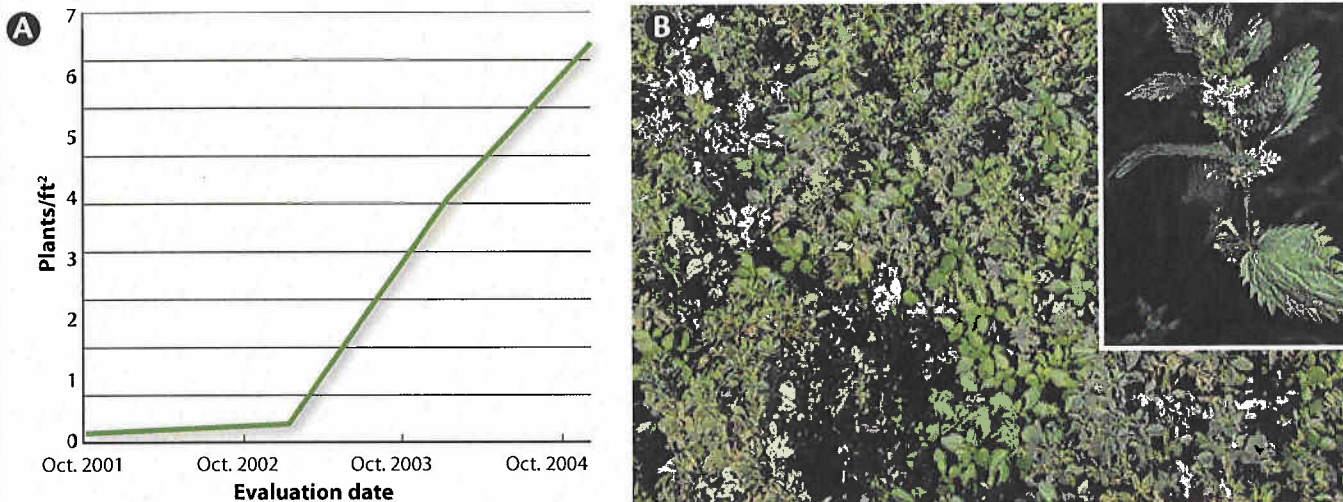 A
7
6
5
4
3
2
1
0
Plants/ft²
Oct. 2001 Oct. 2002 Oct. 2003 Oct. 2004
Evaluation date
B